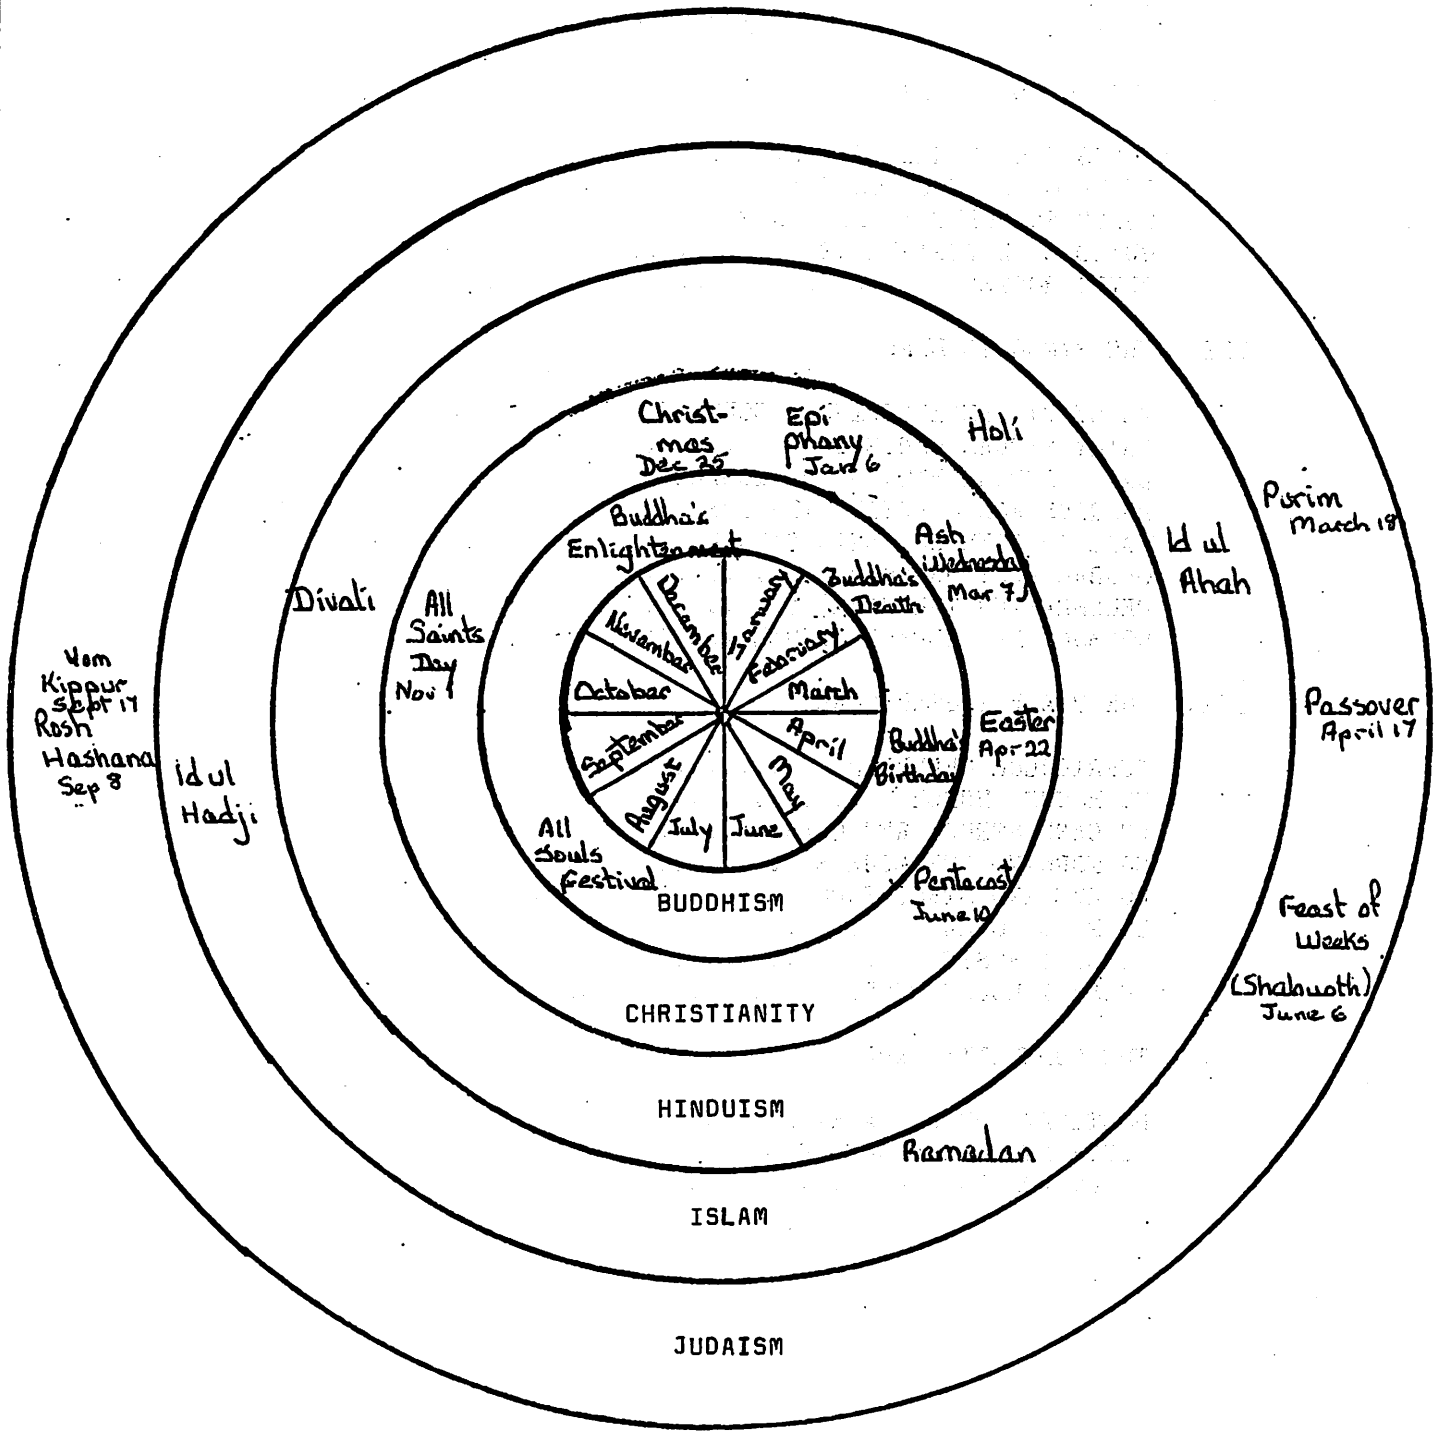 Christ-
mas
Dec 25
Epi
phany
Jan 6
Holi
Purim
March 18
Buddha's
Enlightenment
Ash
Wednesday
Mar 7
Id ul
Ahah
Buddha's
Death
Divali
All
Saints
Day
Nov 1
December
January
November
February
October
March
September
April
August
May
July
June
Yom
Kippur
Sept 17
Rosh
Hashana
Sep 8
Id ul
Hadji
Buddha's
Birthday
Easter
Apr 22
Passover
April 17
All
Souls
Festival
Pentacost
June 10
Feast of
Weeks
(Shabuoth)
June 6
BUDDHISM
CHRISTIANITY
HINDUISM
Ramadan
ISLAM
JUDAISM